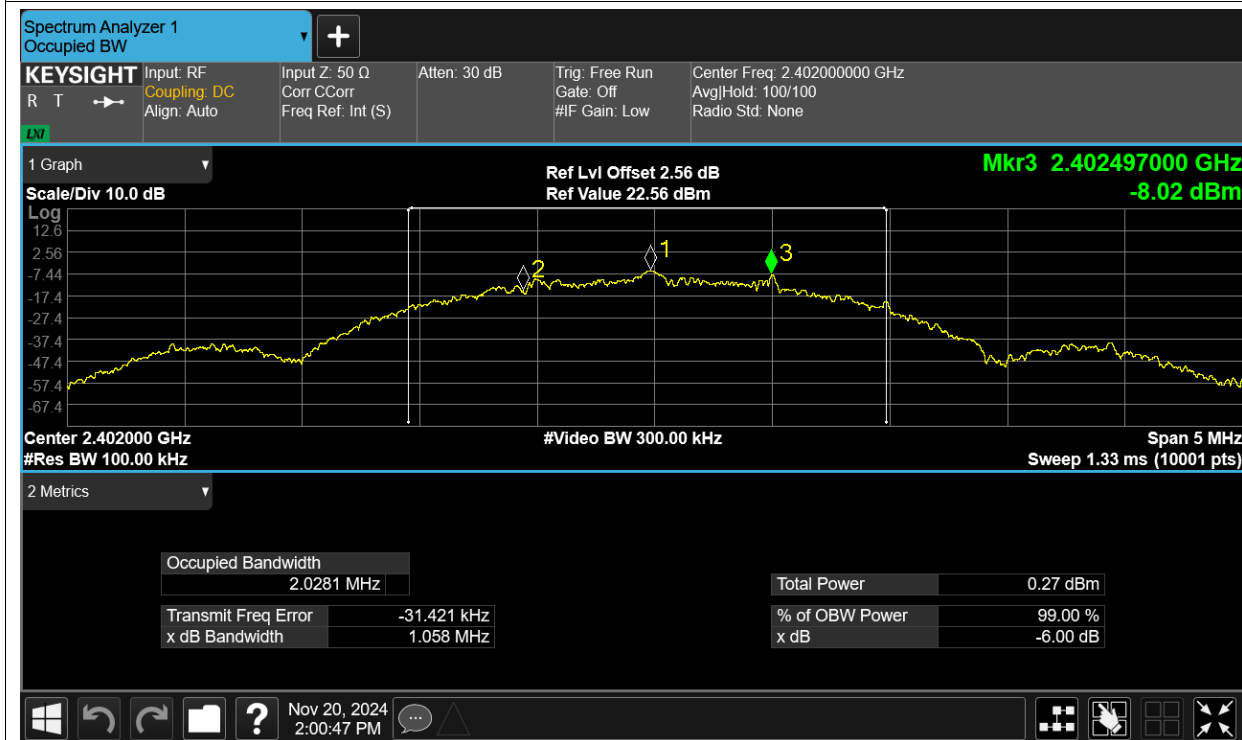 Spectrum Analyzer 1
Occupied BW
KEYSIGHT
R T
LXI
Input: RF
Coupling: DC
Align: Auto
Input Z: 50 Ω
Corr CCorr
Freq Ref: Int (S)
Atten: 30 dB
Trig: Free Run
Gate: Off
#IF Gain: Low
Center Freq: 2.402000000 GHz
Avg|Hold: 100/100
Radio Std: None
1 Graph
Scale/Div 10.0 dB
Ref Lvl Offset 2.56 dB
Ref Value 22.56 dBm
Mkr3 2.402497000 GHz
-8.02 dBm
Log
12.6
2.56
-7.44
-17.4
-27.4
-37.4
-47.4
-57.4
-67.4
2
1
3
Center 2.402000 GHz
#Video BW 300.00 kHz
Span 5 MHz
#Res BW 100.00 kHz
Sweep 1.33 ms (10001 pts)
2 Metrics
Occupied Bandwidth
2.0281 MHz
Total Power 0.27 dBm
Transmit Freq Error -31.421 kHz
% of OBW Power 99.00 %
x dB Bandwidth 1.058 MHz
x dB -6.00 dB
?
Nov 20, 2024
2:00:47 PM